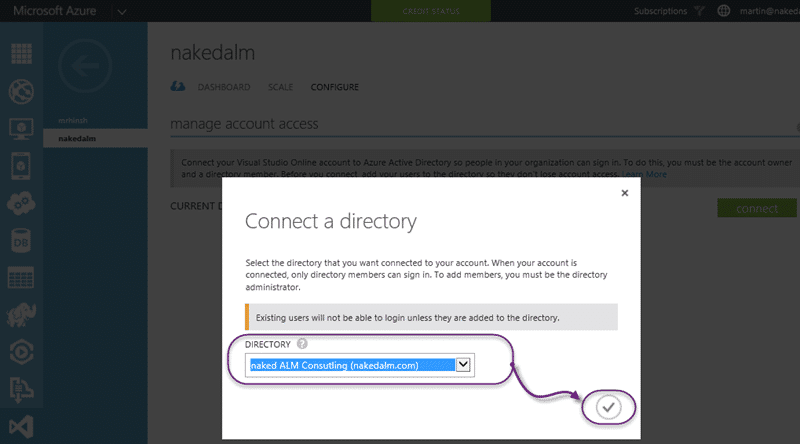 Microsoft Azure
CREDIT STATUS
Subscriptions
martin@nakeda
nakedalm
DASHBOARD SCALE CONFIGURE
mrhinsh
nakedalm
manage account access
Connect your Visual Studio Online account to Azure Active Directory so people in your organization can sign in. To do this, you must be the account owner
and a directory member. Before you connect, add your users to the directory so they don't lose account access. Learn More
CURRENT D
connect
×
Connect a directory
Select the directory that you want connected to your account. When your account is
connected, only directory members can sign in. To add members, you must be the directory
administrator.
Existing users will not be able to login unless they are added to the directory.
DIRECTORY ?
naked ALM Consutling (nakedalm.com)
DB